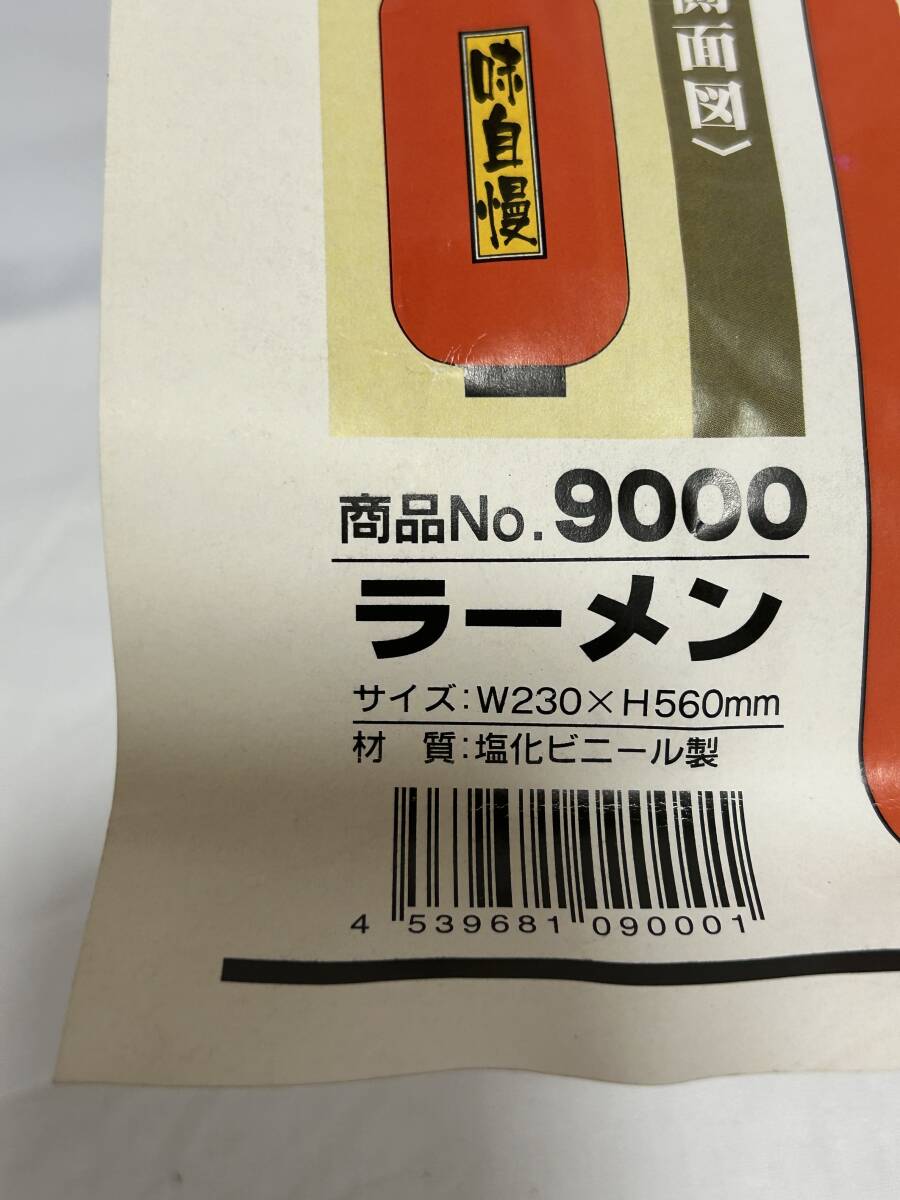 味自慢
側面図〉
商品No.9000
ラーメン
サイズ:W230×H560mm
材 質:塩化ビニール製
4 539681 090001